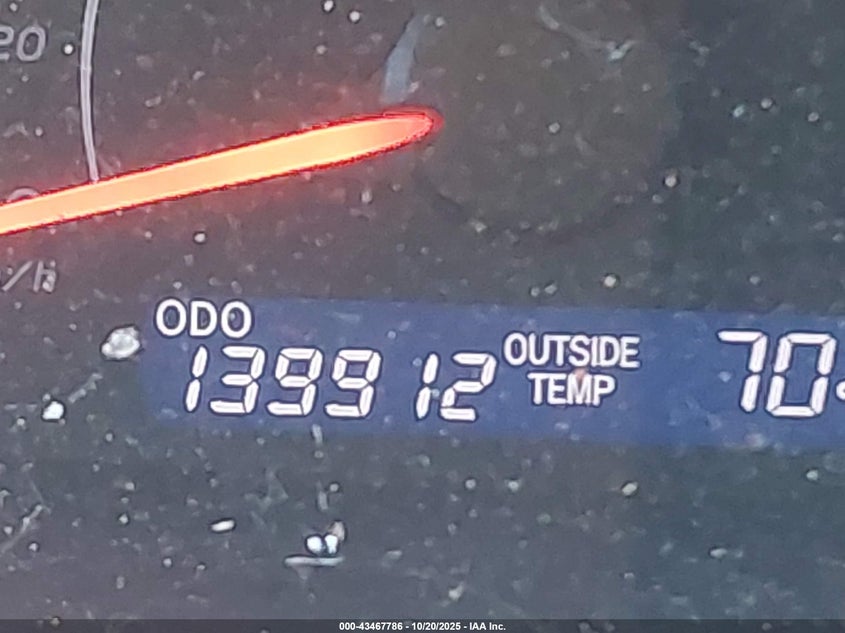 20
/h
ODO
139912
OUTSIDE
TEMP
70
000-43467786 - 10/20/2025 - IAA Inc.